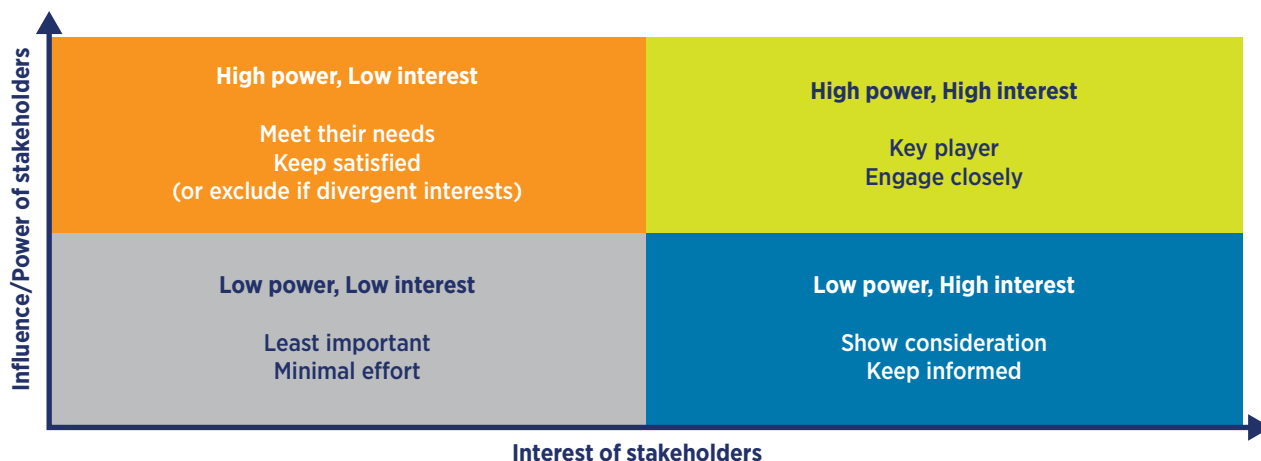 Influence/Power of stakeholders
High power, Low interest
Meet their needs
Keep satisfied
(or exclude if divergent interests)
High power, High interest
Key player
Engage closely
Low power, Low interest
Least important
Minimal effort
Low power, High interest
Show consideration
Keep informed
Interest of stakeholders